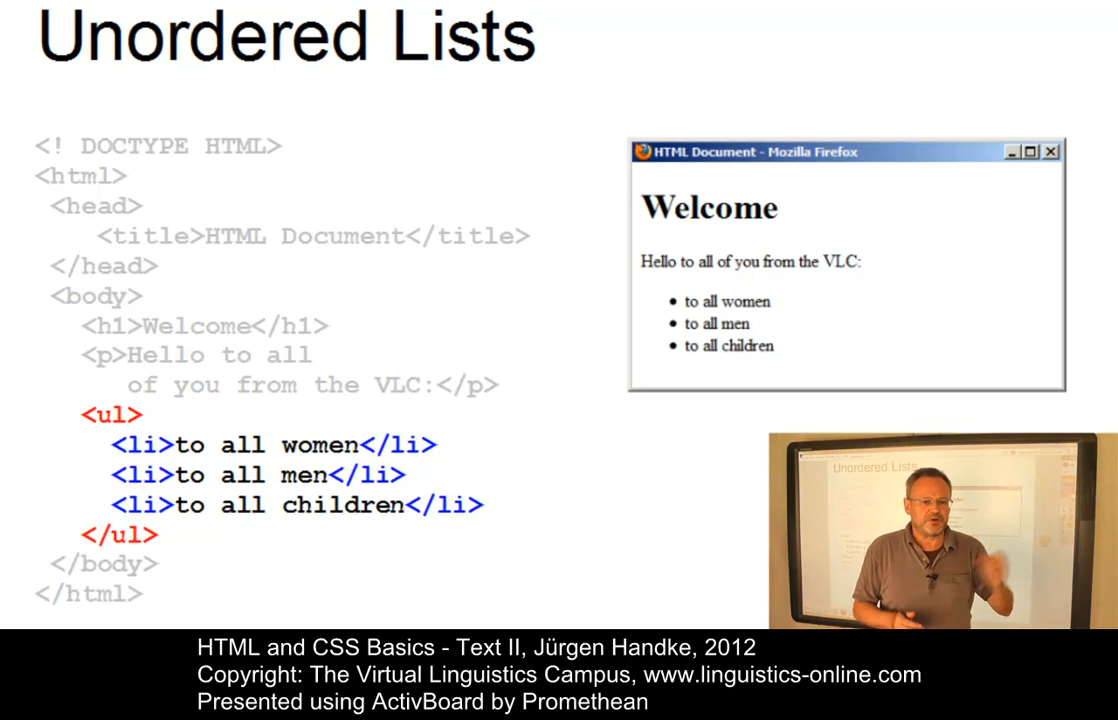 Unordered Lists
<! DOCTYPE HTML>
<html>
<head>
<title>HTML Document</title>
</head>
<body>
<h1>Welcome</h1>
<p>Hello to all
of you from the VLC:</p>
<ul>
<li>to all women</li>
<li>to all men</li>
<li>to all children</li>
</ul>
</body>
</html>
HTML Document - Mozilla Firefox
Welcome
Hello to all of you from the VLC:
• to all women
• to all men
• to all children
Unordered Lists
HTML and CSS Basics - Text II, Jürgen Handke, 2012
Copyright: The Virtual Linguistics Campus, www.linguistics-online.com
Presented using ActivBoard by Promethean